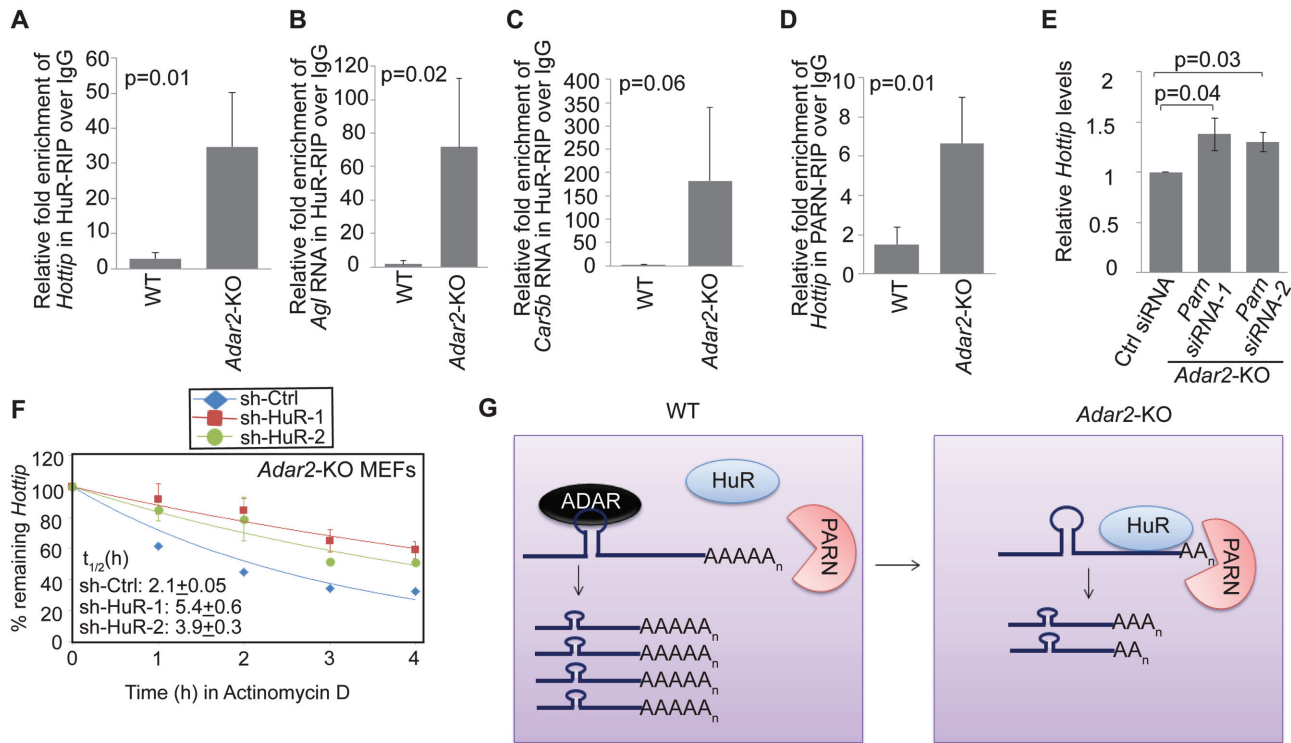 A
Relative fold enrichment of
Hottip in HuR-RIP over IgG
60
50
40
30
20
10
0
p=0.01
WT
Adar2-KO
B
Relative fold enrichment of
Agl RNA in HuR-RIP over IgG
120
100
80
60
40
20
0
p=0.02
WT
Adar2-KO
C
Relative fold enrichment of
Car5b RNA in HuR-RIP over IgG
400
350
300
250
200
150
100
50
0
p=0.06
WT
Adar2-KO
D
Relative fold enrichment of
Hottip in PARN-RIP over IgG
10
8
6
4
2
0
p=0.01
WT
Adar2-KO
E
Relative Hottip levels
2
1.5
1
0.5
0
p=0.03
p=0.04
Ctrl siRNA
Parn
siRNA-1
Parn
siRNA-2
Adar2-KO
F
sh-Ctrl
sh-HuR-1
sh-HuR-2
% remaining Hottip
120
100
80
60
40
20
0
Adar2-KO MEFs
t1/2(h)
sh-Ctrl: 2.1±0.05
sh-HuR-1: 5.4±0.6
sh-HuR-2: 3.9±0.3
0 1 2 3 4
Time (h) in Actinomycin D
G
WT
ADAR
HuR
PARN
AAAAAn
AAAAAn
AAAAAn
AAAAAn
AAAAAn
Adar2-KO
HuR
AAn
PARN
AAAn
AAn